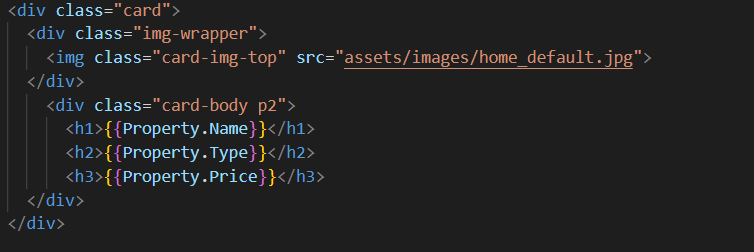 <div class="card">
  <div class="img-wrapper">
    <img class="card-img-top" src="assets/images/home_default.jpg">
  </div>
    <div class="card-body p2">
      <h1>{{Property.Name}}</h1>
      <h2>{{Property.Type}}</h2>
      <h3>{{Property.Price}}</h3>
  </div>
</div>